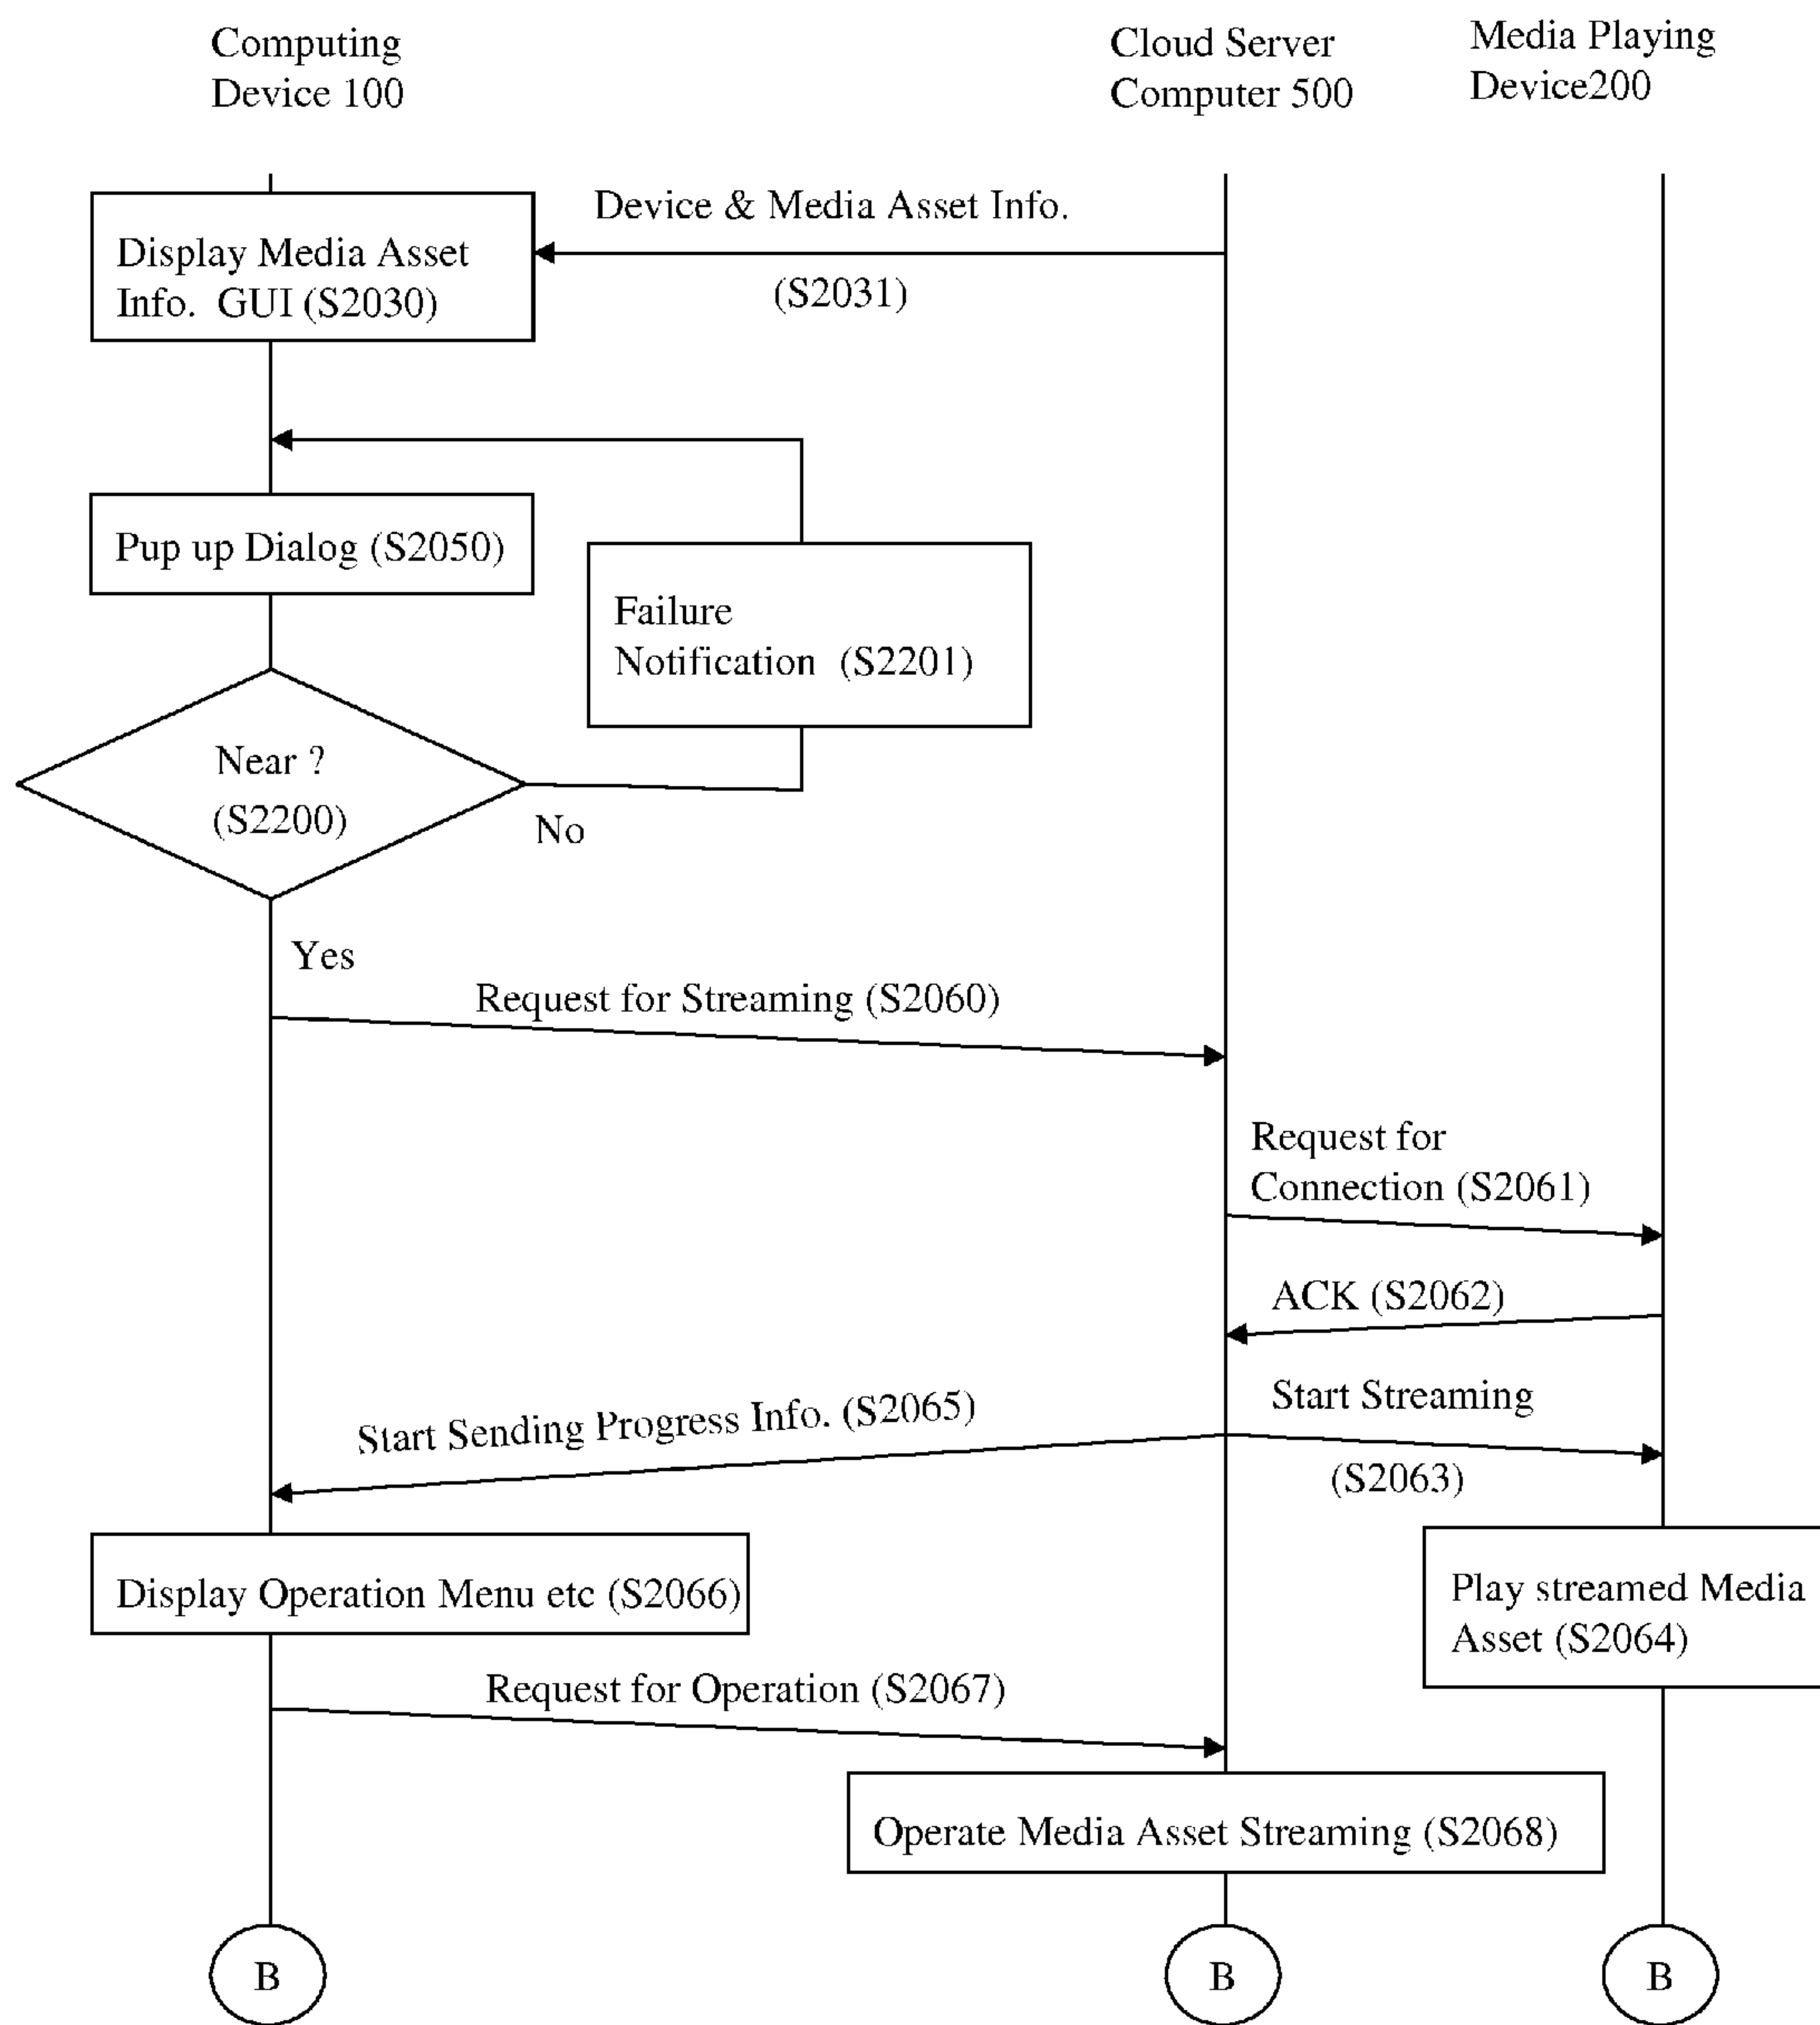 Computing
Device 100
Cloud Server
Computer 500
Media Playing
Device200
Device & Media Asset Info.
(S2031)
Display Media Asset
Info. GUI (S2030)
Pup up Dialog (S2050)
Failure
Notification (S2201)
Near ?
(S2200)
No
Yes
Request for Streaming (S2060)
Request for
Connection (S2061)
ACK (S2062)
Start Streaming
(S2063)
Start Sending Progress Info. (S2065)
Display Operation Menu etc (S2066)
Play streamed Media
Asset (S2064)
Request for Operation (S2067)
Operate Media Asset Streaming (S2068)
B
B
B